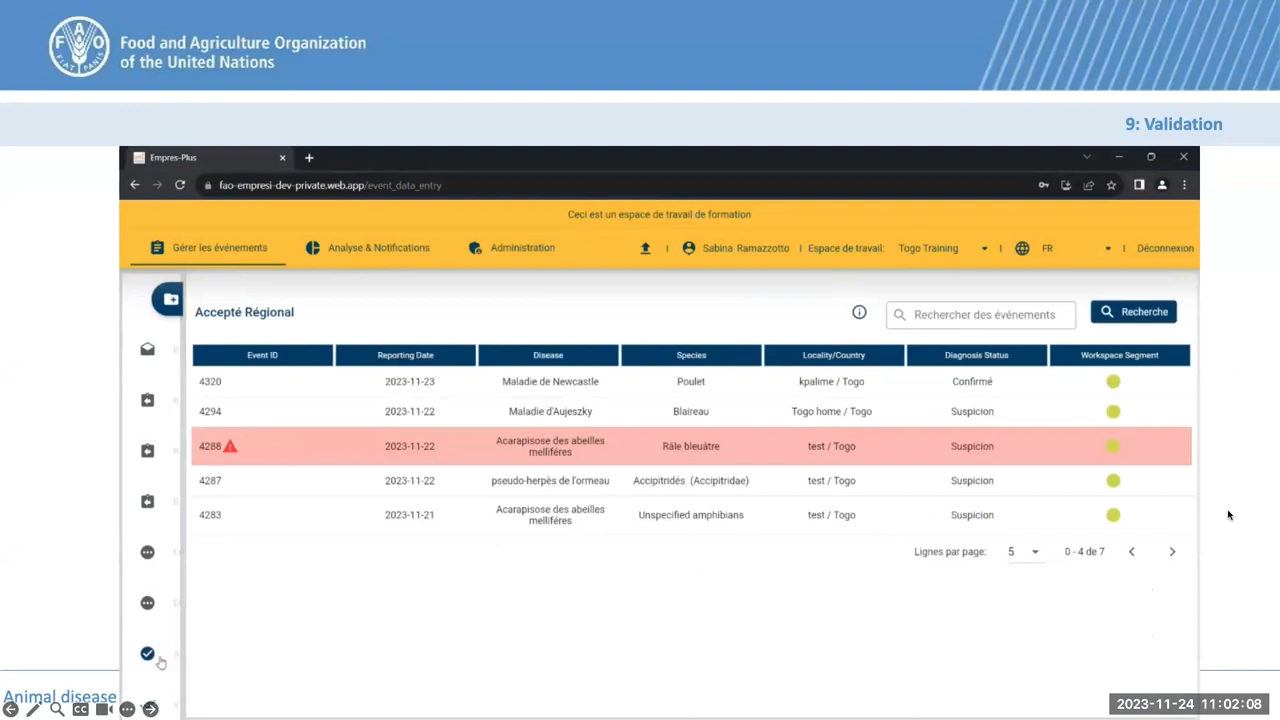 FAO
FIAT PANIS
Food and Agriculture Organization
of the United Nations
9: Validation
Empres-Plus
fao-empresi-dev-private.web.app/event_data_entry
Ceci est un espace de travail de formation
Gérer les événements
Analyse & Notifications
Administration
Sabina Ramazzotto
Espace de travail:
Togo Training
FR
Déconnexion
Accepté Régional
Rechercher des événements
Recherche
Event ID Reporting Date Disease Species Locality/Country Diagnosis Status Workspace Segment
4320 2023-11-23 Maladie de Newcastle Poulet kpalime / Togo Confirmé
4294 2023-11-22 Maladie d'Aujeszky Blaireau Togo home / Togo Suspicion
4288 2023-11-22 Acarapisose des abeilles mellifères Râle bleuâtre test / Togo Suspicion
4287 2023-11-22 pseudo-herpès de l'ormeau Accipitridés (Accipitridae) test / Togo Suspicion
4283 2023-11-21 Acarapisose des abeilles mellifères Unspecified amphibians test / Togo Suspicion
Lignes par page: 5 0 - 4 de 7
Animal disease
CC
2023-11-24 11:02:08